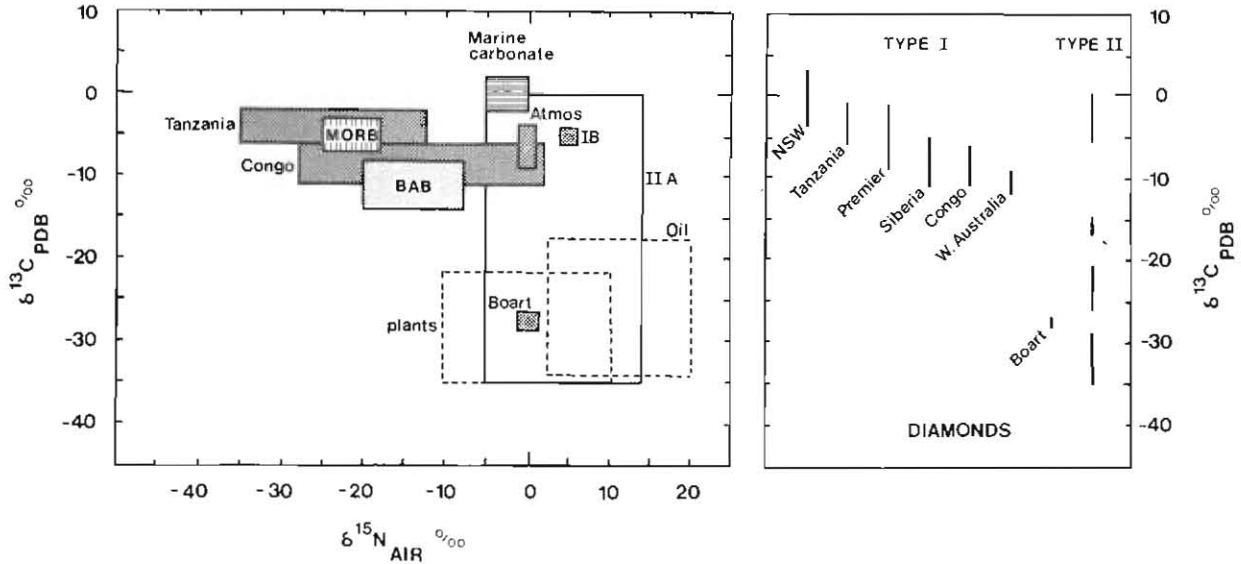 10
0
-10
-20
-30
-40
δ ¹³C PDB ‰
Marine
carbonate
Atmos
Tanzania
MORB
IB
Congo
BAB
II A
Oil
Boart
plants
-40 -30 -20 -10 0 10 20
δ ¹⁵N AIR ‰
TYPE I TYPE II
NSW
Tanzania
Premier
Siberia
Congo
W. Australia
Boart
DIAMONDS
10
0
-10
-20
-30
-40
δ ¹³C PDB ‰